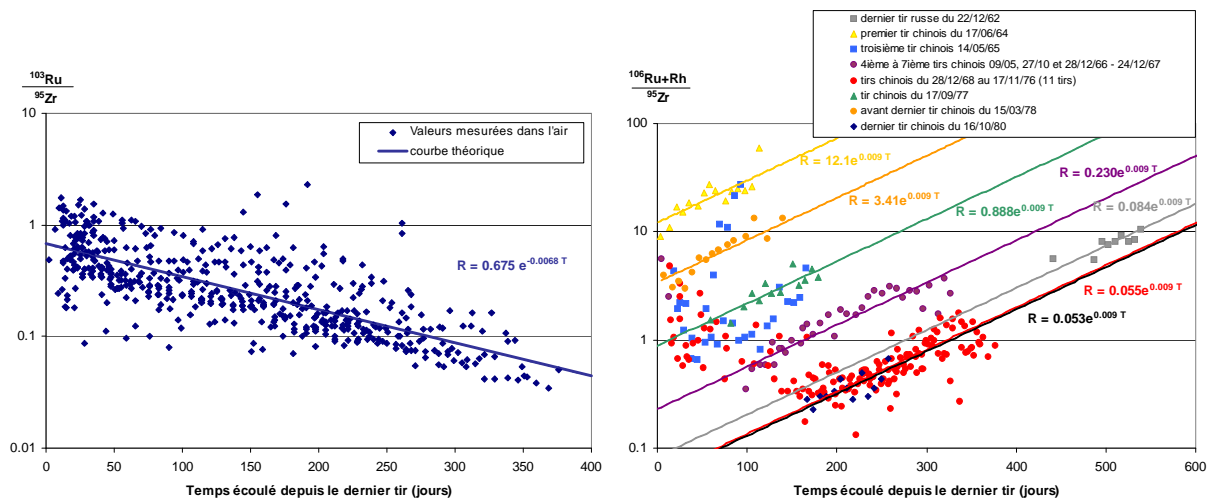 103Ru
95Zr
10
1
0.1
0.01
Valeurs mesurées dans l'air
courbe théorique
R = 0.675 e-0.0068 T
0 50 100 150 200 250 300 350 400
Temps écoulé depuis le dernier tir (jours)
dernier tir russe du 22/12/62
premier tir chinois du 17/06/64
troisième tir chinois 14/05/65
4ième à 7ième tirs chinois 09/05, 27/10 et 28/12/66 - 24/12/67
tirs chinois du 28/12/68 au 17/11/76 (11 tirs)
tir chinois du 17/09/77
avant dernier tir chinois du 15/03/78
dernier tir chinois du 16/10/80
106Ru+Rh
95Zr
100
10
1
0.1
R = 12.1e0.009 T
R = 3.41e0.009 T
R = 0.888e0.009 T
R = 0.230e0.009 T
R = 0.084e0.009 T
R = 0.055e0.009 T
R = 0.053e0.009 T
0 100 200 300 400 500 600
Temps écoulé depuis le dernier tir (jours)